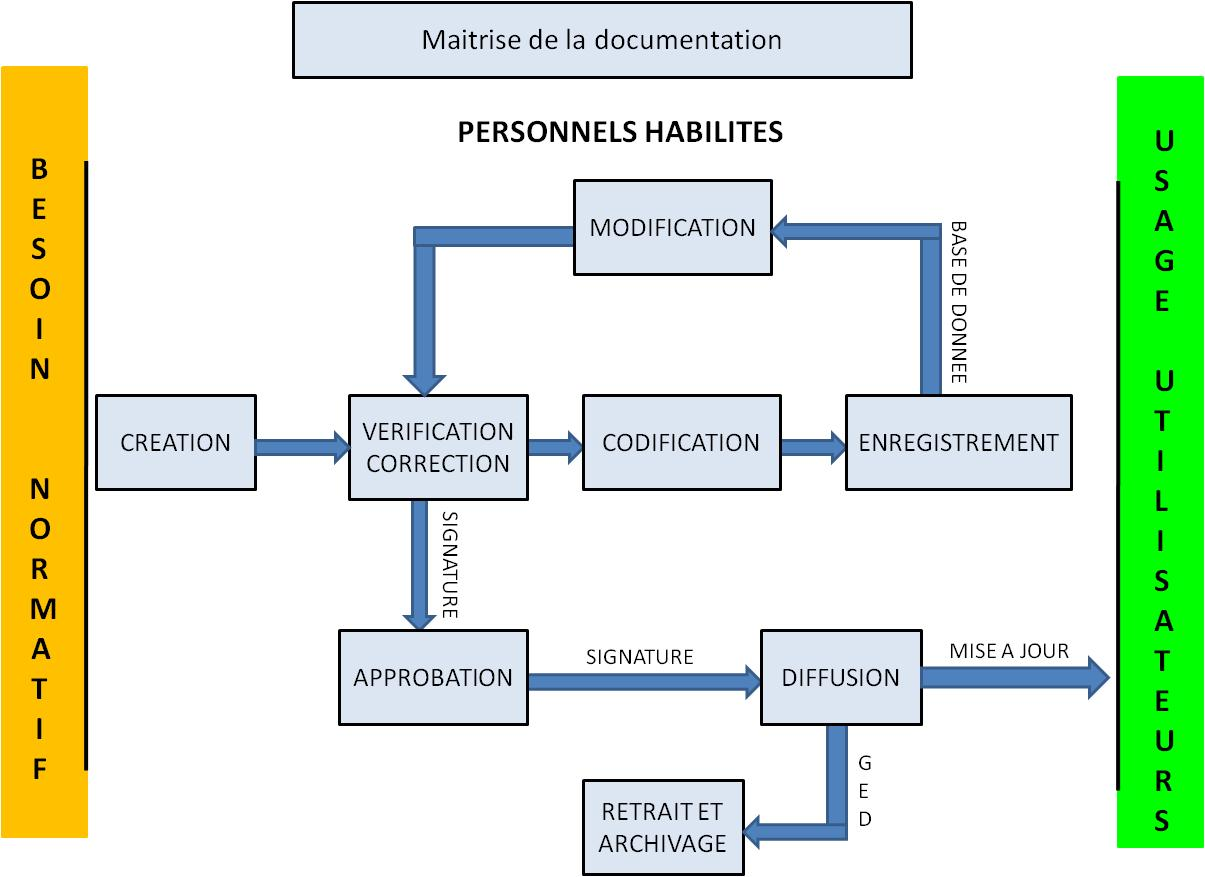 Maitrise de la documentation
PERSONNELS HABILITES
BESOIN NORMATIF
USAGE UTILISATEURS
MODIFICATION
BASE DE DONNEE
CREATION
VERIFICATION
CORRECTION
CODIFICATION
ENREGISTREMENT
SIGNATURE
APPROBATION
SIGNATURE
DIFFUSION
MISE A JOUR
GED
RETRAIT ET
ARCHIVAGE